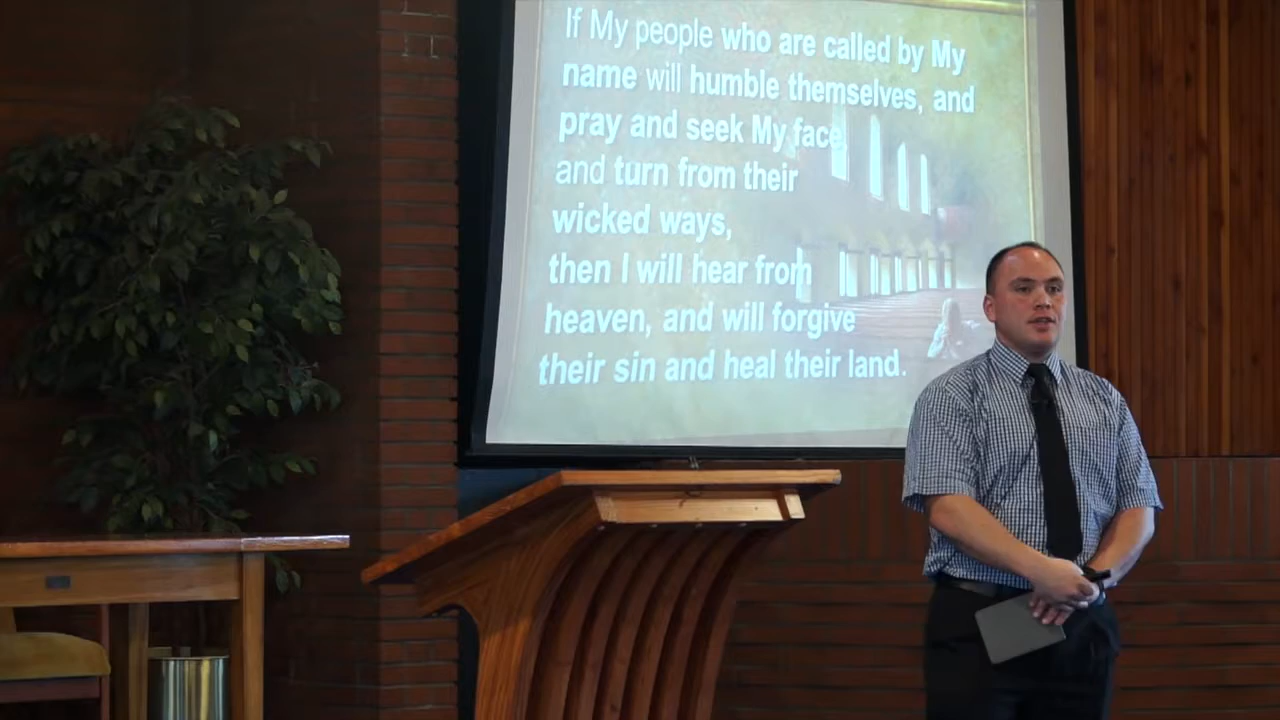 If My people who are called by My
name will humble themselves, and
pray and seek My face
and turn from their
wicked ways,
then I will hear from
heaven, and will forgive
their sin and heal their land.